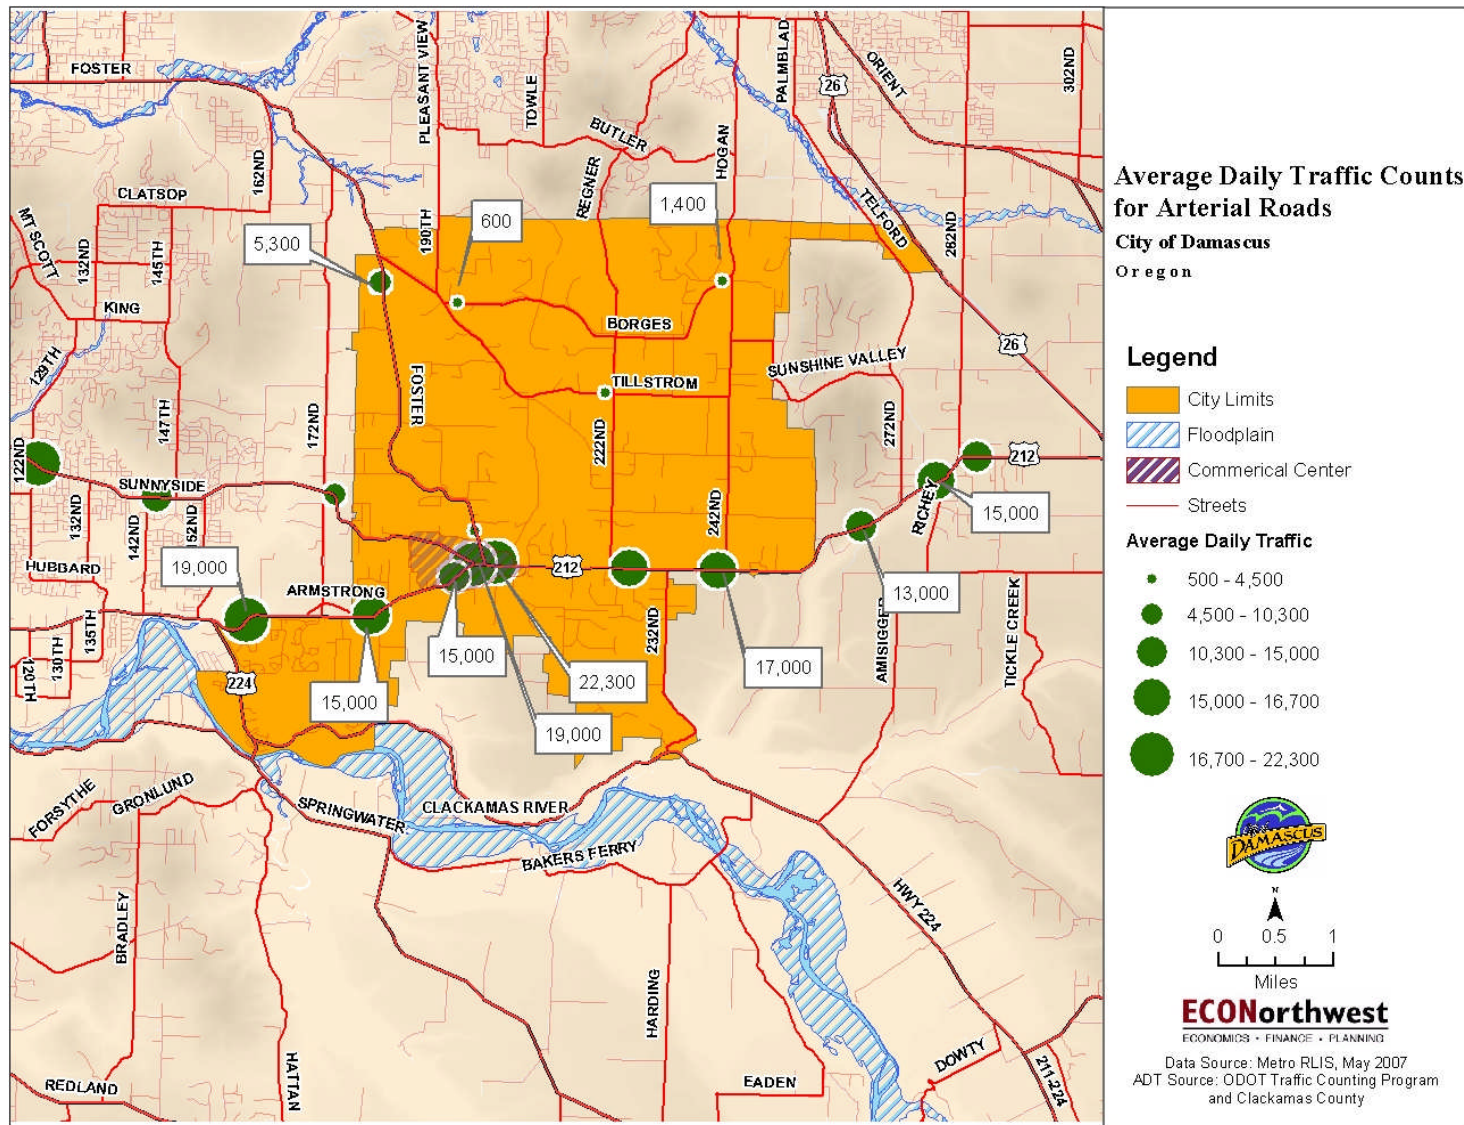 FOSTER
PLEASANT VIEW
TOWLE
PALMBLAD
26
ORIENT
302ND
BUTLER
HOGAN
162ND
CLATSOP
REGNER
MT SCOTT
132ND
145TH
190TH
600
1,400
TELFORD
282ND
5,300
KING
BORGES
26
129TH
SUNSHINE VALLEY
TILLSTROM
FOSTER
147TH
172ND
222ND
272ND
122ND
212
SUNNYSIDE
RICHEY
132ND
142ND
152ND
242ND
15,000
HUBBARD
19,000
212
ARMSTRONG
13,000
135TH
130TH
120TH
232ND
AMISIGGER
TICKLE CREEK
15,000
17,000
224
22,300
15,000
19,000
FORSYTHE
GRONLUND
SPRINGWATER
CLACKAMAS RIVER
BAKERS FERRY
HWY 224
BRADLEY
HARDING
DOWTY
REDLAND
HATTAN
EADEN
211-224
Average Daily Traffic Counts
for Arterial Roads
City of Damascus
Oregon
Legend
City Limits
Floodplain
Commerical Center
Streets
Average Daily Traffic
500 - 4,500
4,500 - 10,300
10,300 - 15,000
15,000 - 16,700
16,700 - 22,300
DAMASCUS
N
0 0.5 1
Miles
ECONorthwest
ECONOMICS • FINANCE • PLANNING
Data Source: Metro RLIS, May 2007
ADT Source: ODOT Traffic Counting Program
and Clackamas County